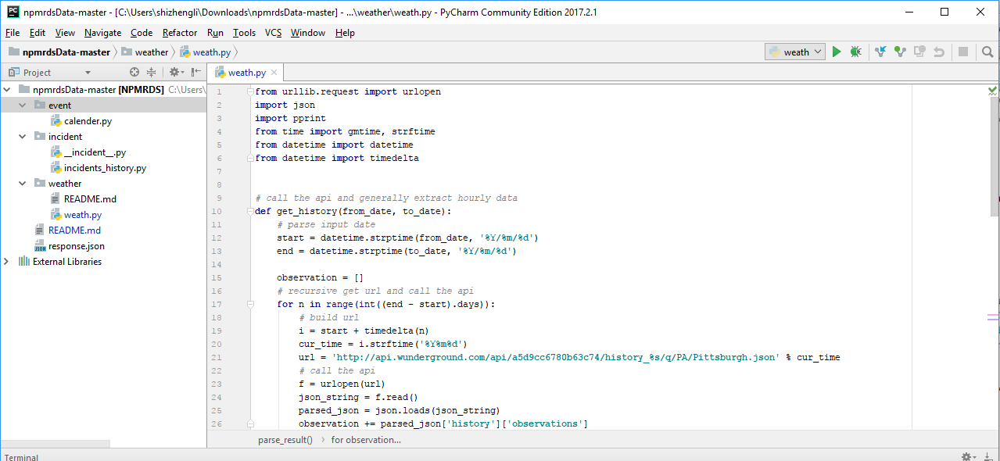 PC npmrdsData-master - [C:\Users\shizhengli\Downloads\npmrdsData-master] - ...\weather\weath.py - PyCharm Community Edition 2017.2.1
File Edit View Navigate Code Refactor Run Tools VCS Window Help
npmrdsData-master weather weath.py weath
Project weath.py
npmrdsData-master [NPMRDS] C:\Users\
event
calender.py
incident
__incident__.py
incidents_history.py
weather
README.md
weath.py
README.md
JSON response.json
External Libraries
1 from urllib.request import urlopen
2 import json
3 import pprint
4 from time import gmtime, strftime
5 from datetime import datetime
6 from datetime import timedelta
7
8
9 # call the api and generally extract hourly data
10 def get_history(from_date, to_date):
11 # parse input date
12 start = datetime.strptime(from_date, '%Y/%m/%d')
13 end = datetime.strptime(to_date, '%Y/%m/%d')
14
15 observation = []
16 # recursive get url and call the api
17 for n in range(int((end - start).days)):
18 # build url
19 i = start + timedelta(n)
20 cur_time = i.strftime('%Y%m%d')
21 url = 'http://api.wunderground.com/api/a5d9cc6780b63c74/history_%s/q/PA/Pittsburgh.json' % cur_time
22 # call the api
23 f = urlopen(url)
24 json_string = f.read()
25 parsed_json = json.loads(json_string)
26 observation += parsed_json['history']['observations']
parse_result() for observation...
Terminal